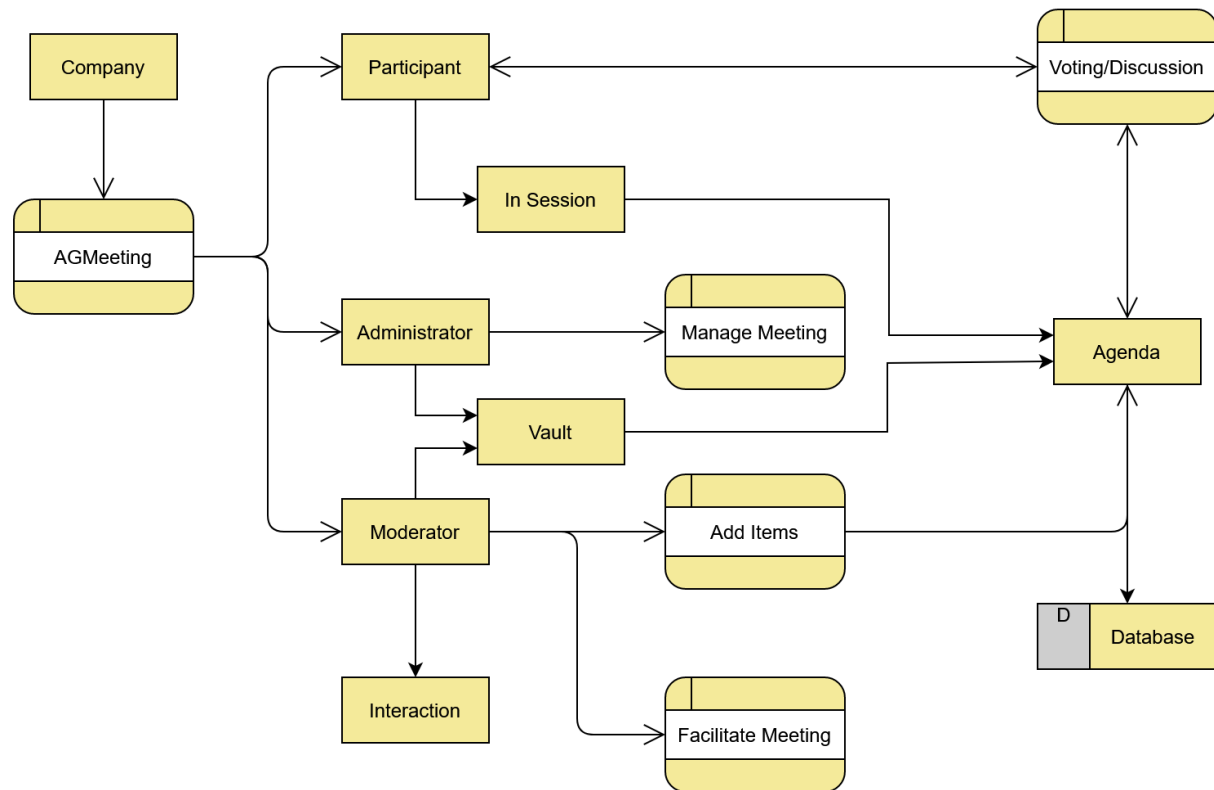 Company
Participant
Voting/Discussion
In Session
AGMeeting
Administrator
Manage Meeting
Agenda
Vault
Moderator
Add Items
D
Database
Interaction
Facilitate Meeting